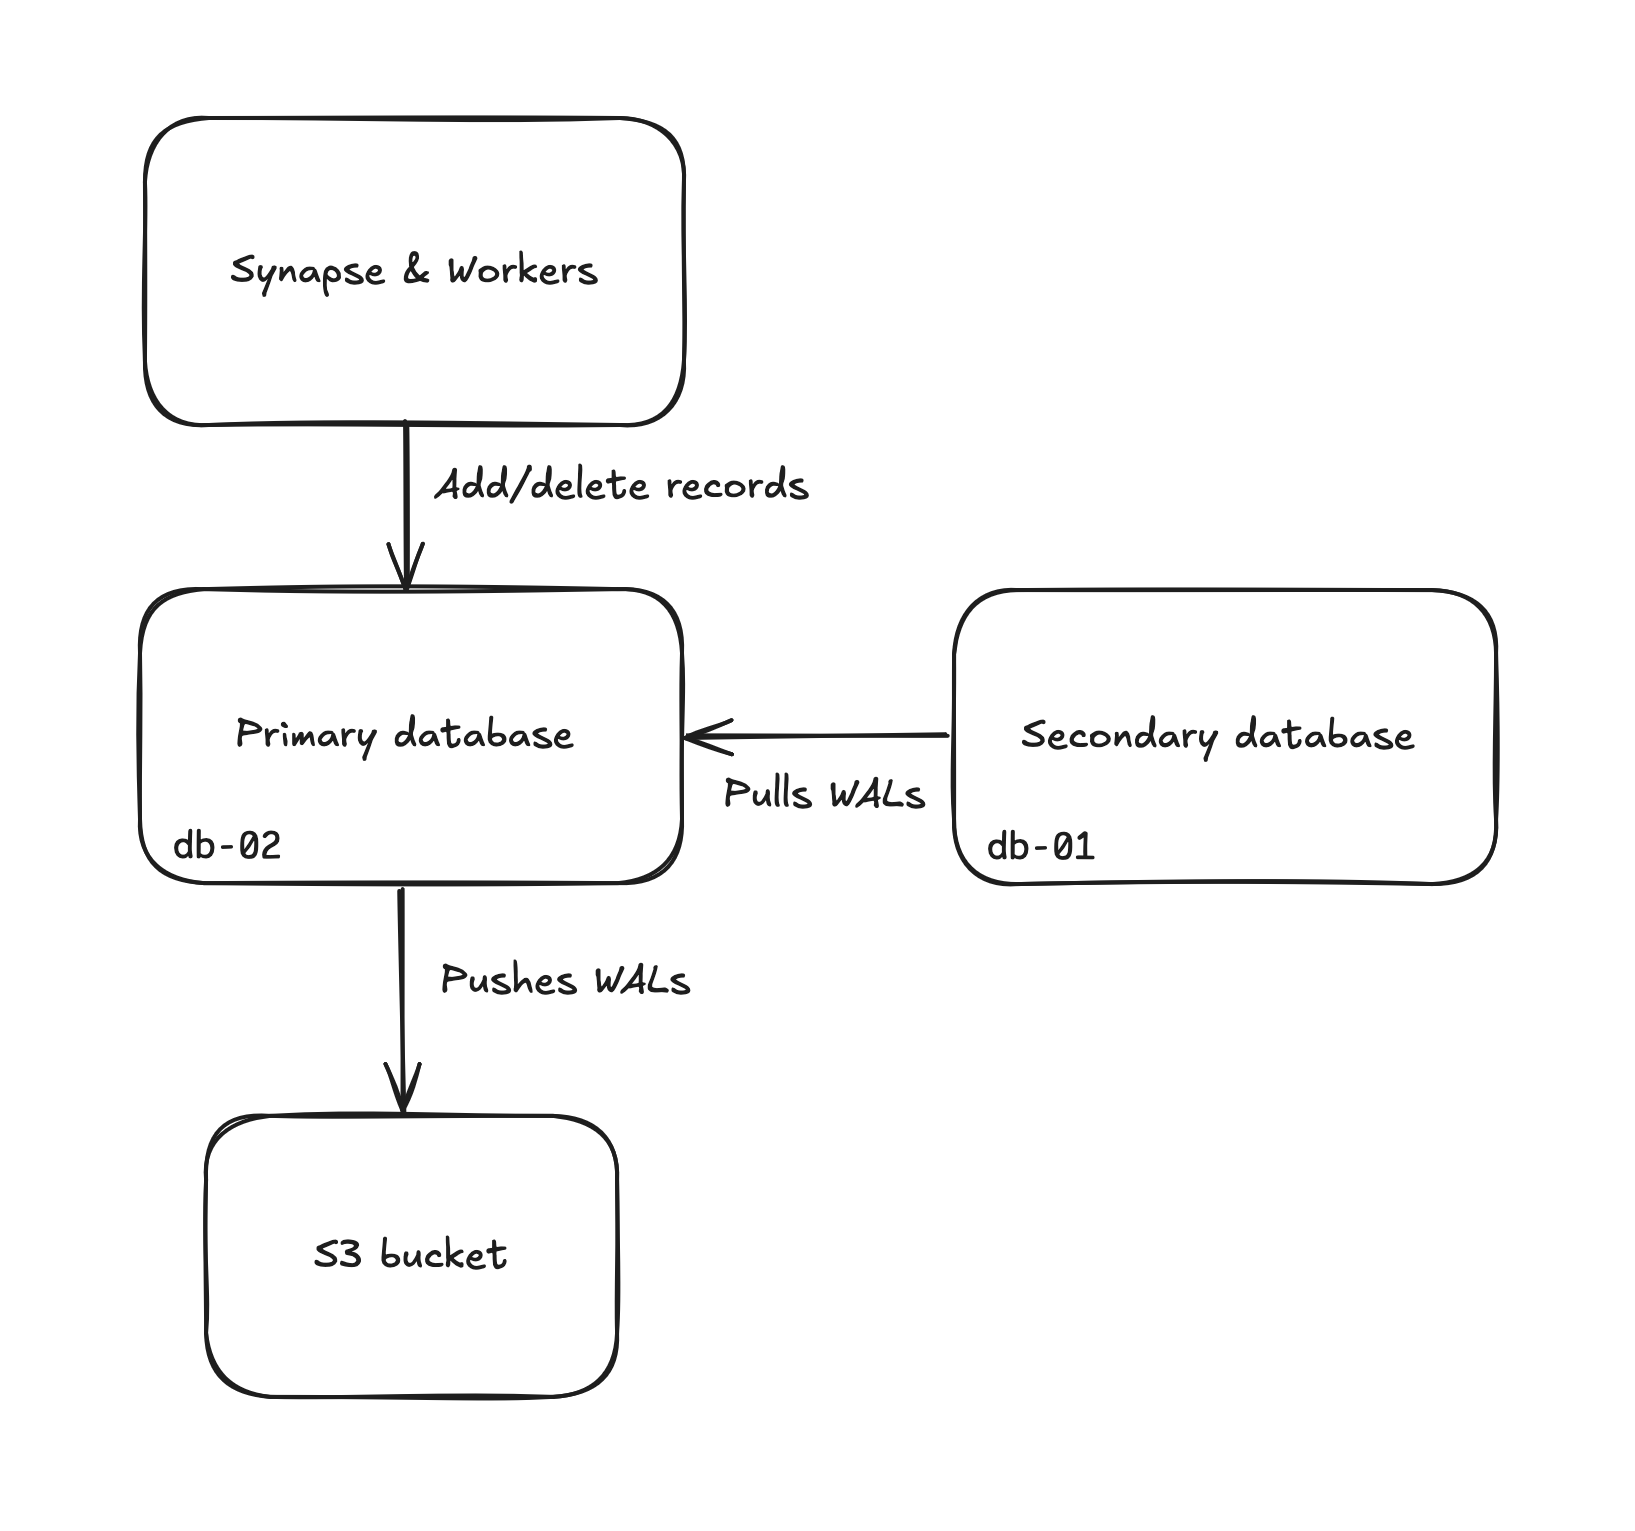 Synapse & Workers
Add/delete records
Primary database
db-02
Pulls WALs
Secondary database
db-01
Pushes WALs
S3 bucket